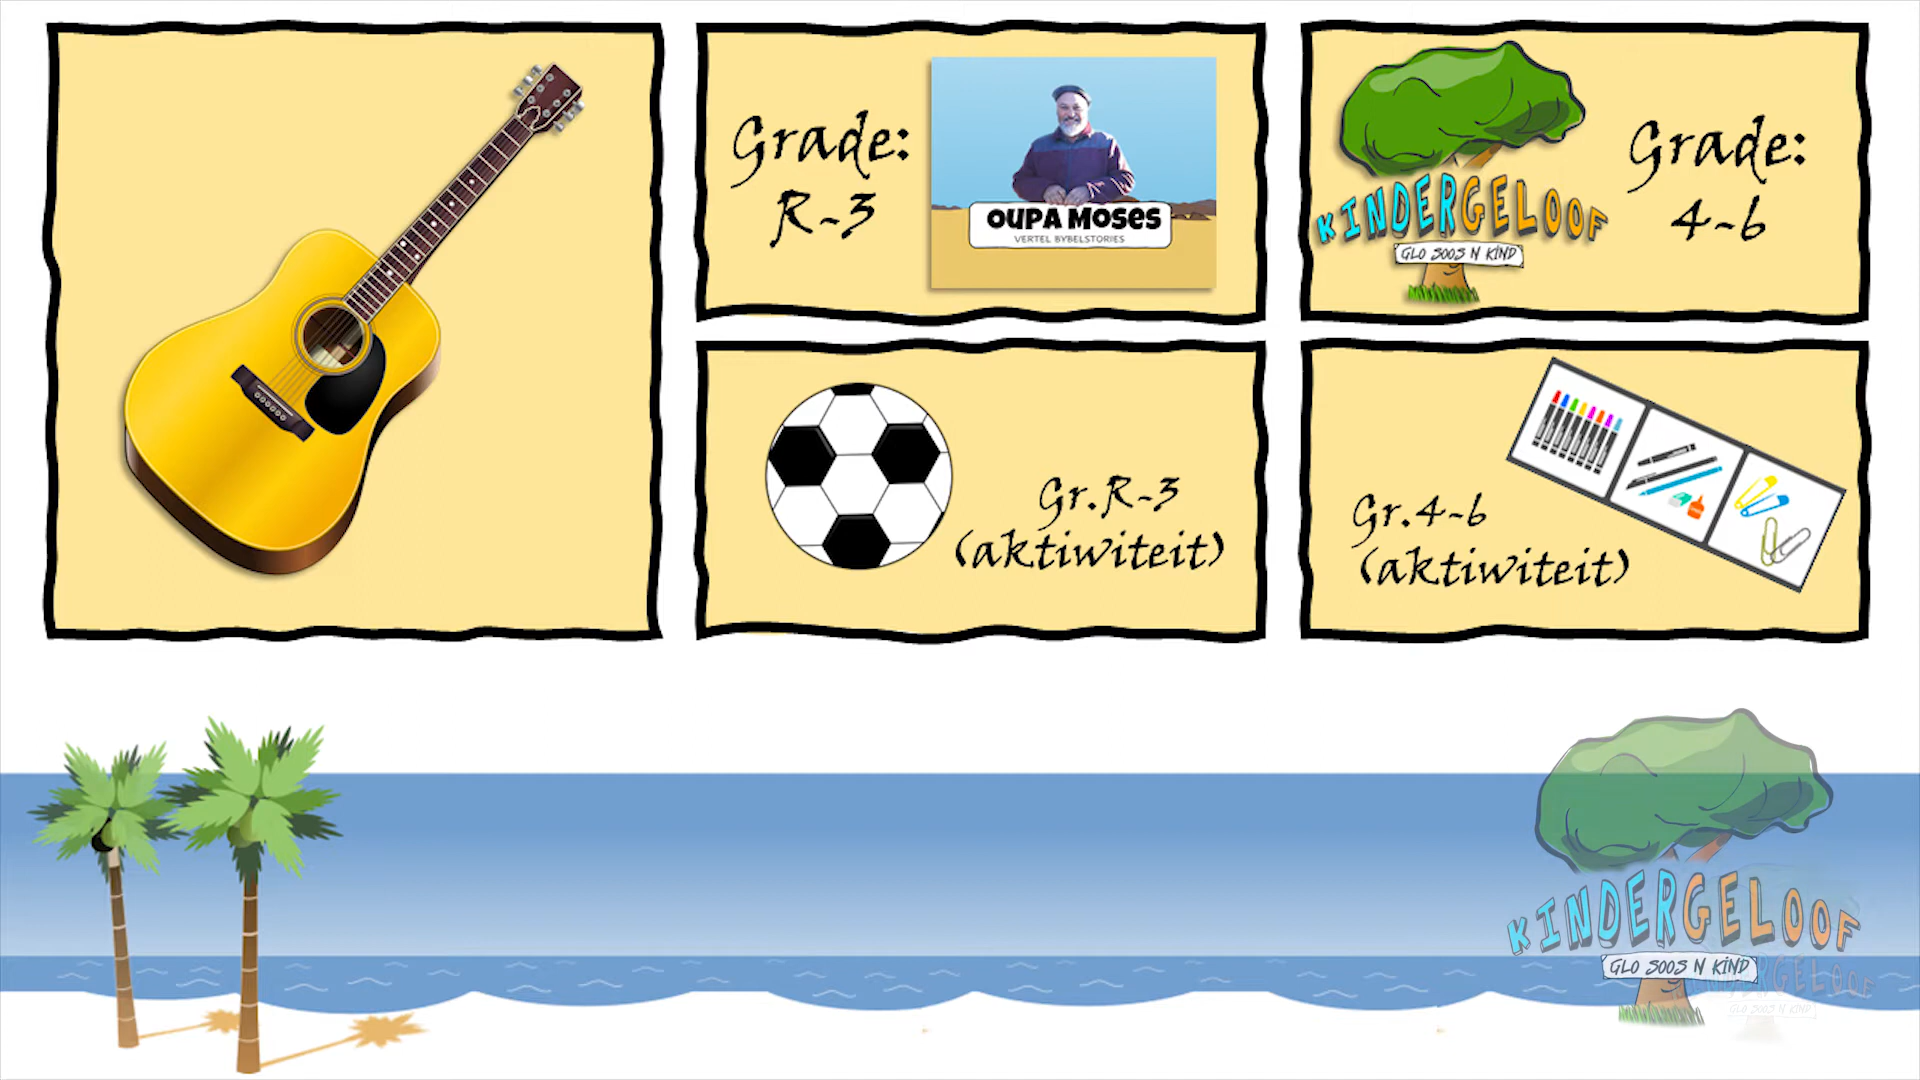 Grade:
R-3
OUPA MOSES
VERTEL BYBELSTORIES
KINDERGELOOF
GLO SOOS N KIND
Grade:
4-6
Gr.R-3
(aktiwiteit)
Gr.4-6
(aktiwiteit)
KINDERGELOOF
GLO SOOS N KIND